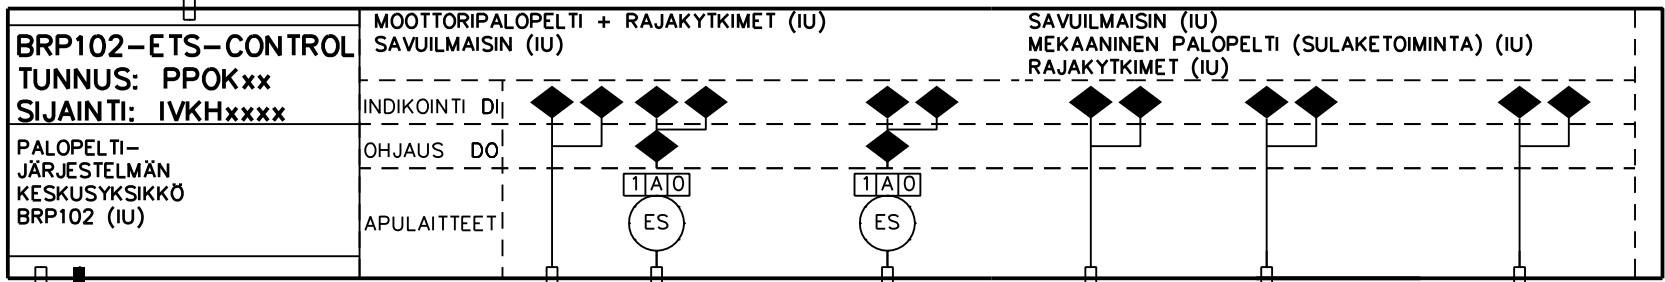 MOOTTORIPALOPELTI + RAJAKYTKIMET (IU)
SAVUILMAISIN (IU)
SAVUILMAISIN (IU)
MEKAANINEN PALOPELTI (SULAKETOIMINTA) (IU)
RAJAKYTKIMET (IU)
BRP102-ETS-CONTROL
TUNNUS: PPOKxx
SIJAINTI: IVKHxxxx
PALOPELTI-
JÄRJESTELMÄN
KESKUSYKSIKKÖ
BRP102 (IU)
INDIKOINTI DI
OHJAUS DO
APULAITTEET
1 A 0
ES
1 A 0
ES